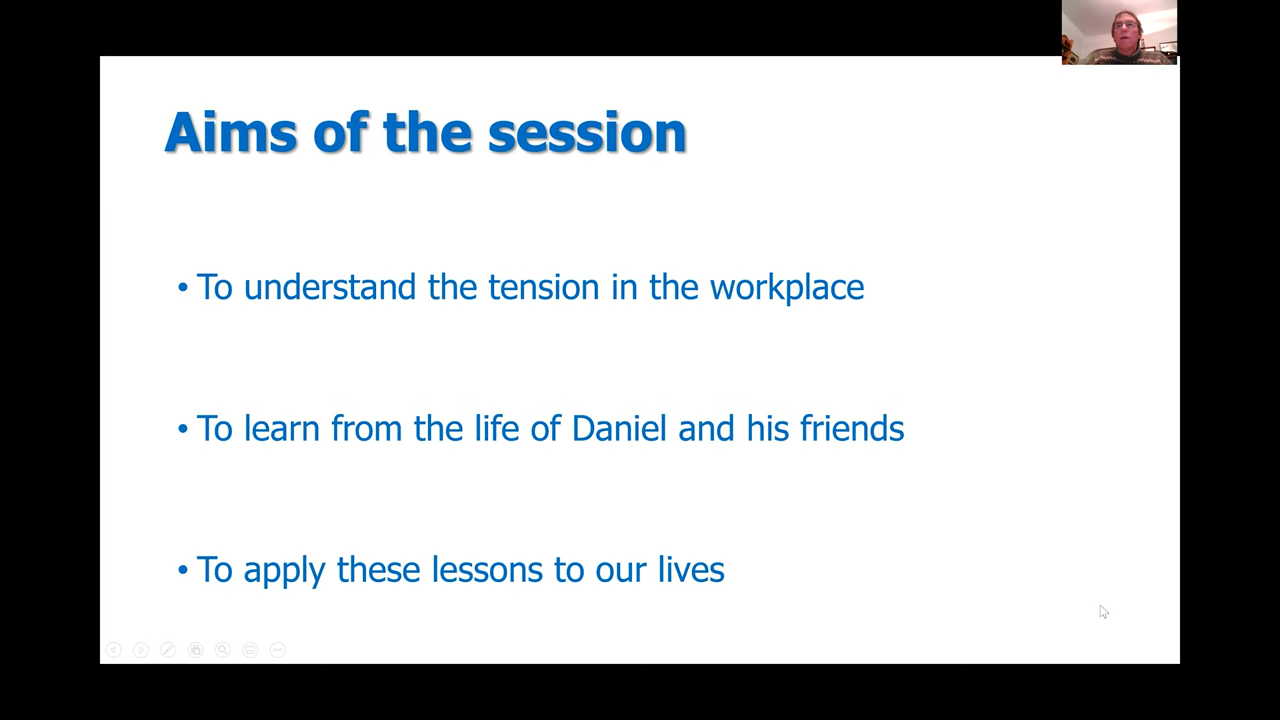 Aims of the session
• To understand the tension in the workplace
• To learn from the life of Daniel and his friends
• To apply these lessons to our lives